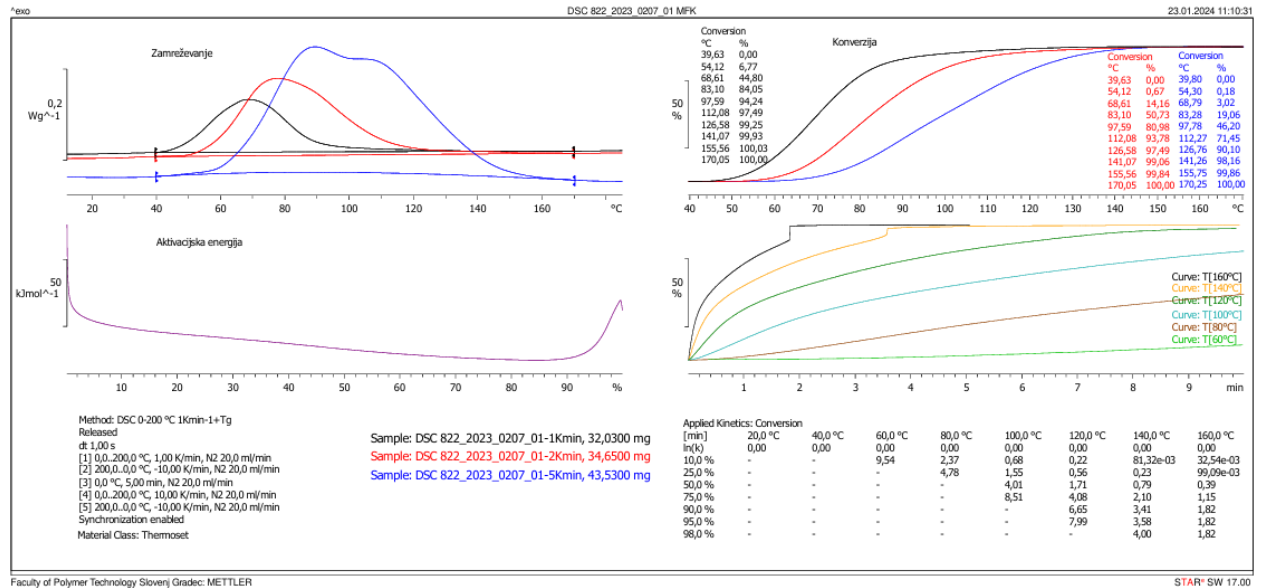 ^exo DSC 822_2023_0207_01 MFK 23.01.2024 11:10:31
Zamreževanje
0,2
Wg^-1
20 40 60 80 100 120 140 160 °C
Konverzija
50
%
Conversion
°C %
39,63 0,00
54,12 6,77
68,61 44,80
83,10 84,05
97,59 94,24
112,08 97,49
126,58 99,25
141,07 99,93
155,56 100,03
170,05 100,00
Conversion
°C %
39,63 0,00
54,12 0,67
68,61 14,16
83,10 50,73
97,59 80,98
112,08 93,78
126,58 97,49
141,07 99,06
155,56 99,84
170,05 100,00
Conversion
°C %
39,80 0,00
54,30 0,18
68,79 3,02
83,28 19,06
97,78 46,20
112,27 71,45
126,76 90,10
141,26 98,16
155,75 99,86
170,25 100,00
40 50 60 70 80 90 100 110 120 130 140 150 160 °C
Aktivacijska energija
50
kJmol^-1
10 20 30 40 50 60 70 80 90 %
50
%
Curve: T[160°C]
Curve: T[140°C]
Curve: T[120°C]
Curve: T[100°C]
Curve: T[80°C]
Curve: T[60°C]
1 2 3 4 5 6 7 8 9 min
Method: DSC 0-200 °C 1Kmin-1+Tg
Released
dt 1,00 s
[1] 0,0..200,0 °C, 1,00 K/min, N2 20,0 ml/min
[2] 200,0..0,0 °C, -10,00 K/min, N2 20,0 ml/min
[3] 0,0 °C, 5,00 min, N2 20,0 ml/min
[4] 0,0..200,0 °C, 10,00 K/min, N2 20,0 ml/min
[5] 200,0..0,0 °C, -10,00 K/min, N2 20,0 ml/min
Synchronization enabled
Material Class: Thermoset
Sample: DSC 822_2023_0207_01-1Kmin, 32,0300 mg
Sample: DSC 822_2023_0207_01-2Kmin, 34,6500 mg
Sample: DSC 822_2023_0207_01-5Kmin, 43,5300 mg
Applied Kinetics: Conversion
[min] 20,0 °C 40,0 °C 60,0 °C 80,0 °C 100,0 °C 120,0 °C 140,0 °C 160,0 °C
ln(k) 0,00 0,00 0,00 0,00 0,00 0,00 0,00 0,00
10,0 % - - 9,54 2,37 0,68 0,22 81,32e-03 32,54e-03
25,0 % - - - 4,78 1,55 0,56 0,23 99,09e-03
50,0 % - - - - 4,01 1,71 0,79 0,39
75,0 % - - - - 8,51 4,08 2,10 1,15
90,0 % - - - - - 6,65 3,41 1,82
95,0 % - - - - - 7,99 3,58 1,82
98,0 % - - - - - - 4,00 1,82
Faculty of Polymer Technology Slovenj Gradec: METTLER STAR^e SW 17.00